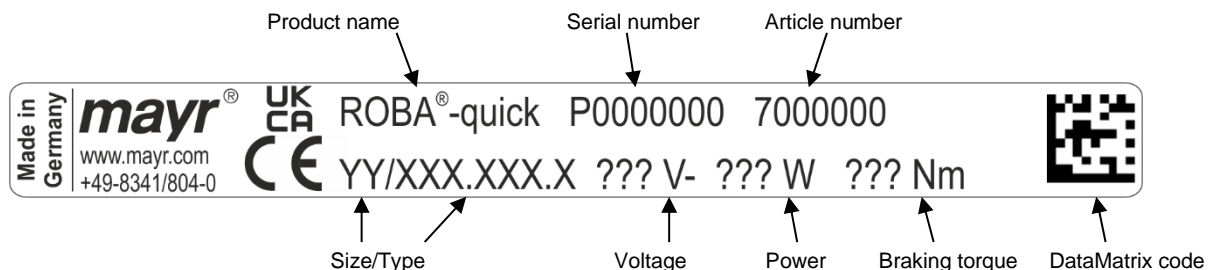 Product name Serial number Article number
Made in
Germany
mayr®
www.mayr.com
+49-8341/804-0
UK
CA
CE
ROBA®-quick P0000000 7000000
YY/XXX.XXX.X ??? V- ??? W ??? Nm
Size/Type Voltage Power Braking torque DataMatrix code